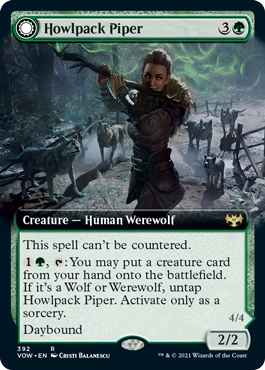 Howlpack Piper 3
Creature — Human Werewolf
This spell can't be countered.
1 , : You may put a creature card
from your hand onto the battlefield.
If it's a Wolf or Werewolf, untap
Howlpack Piper. Activate only as a
sorcery.
4/4
Daybound
2/2
392 R
VOW • EN CRISTI BALANESCU
™ & © 2021 Wizards of the Coast